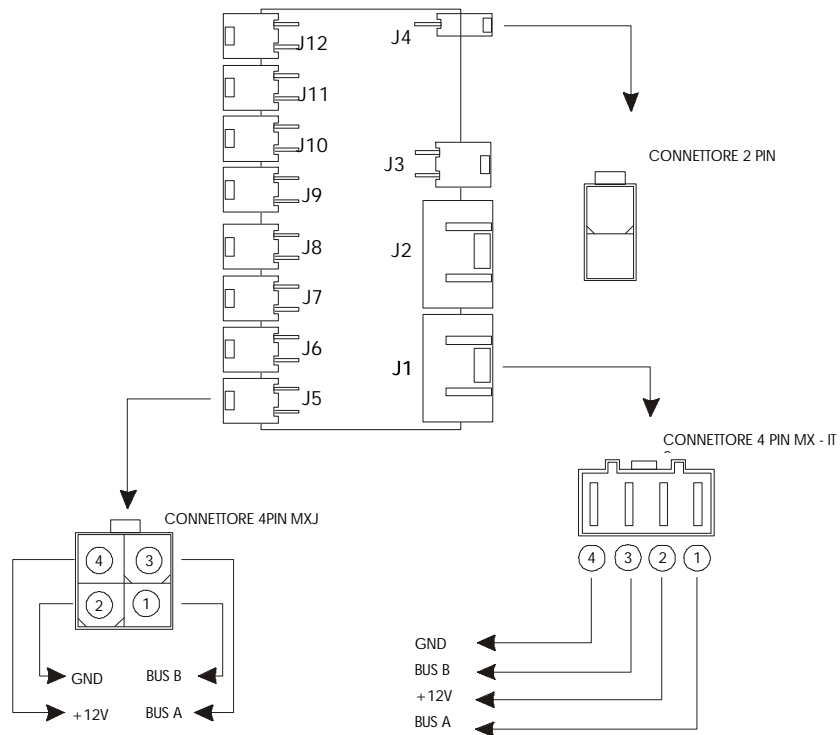 J12
J4
J11
J10
CONNETTORE 2 PIN
J3
J9
J8
J2
J7
J6
J1
J5
CONNETTORE 4 PIN MX - IT
CONNETTORE 4PIN MXJ
4 3
2 1
4 3 2 1
GND BUS B
+12V BUS A
GND
BUS B
+12V
BUS A